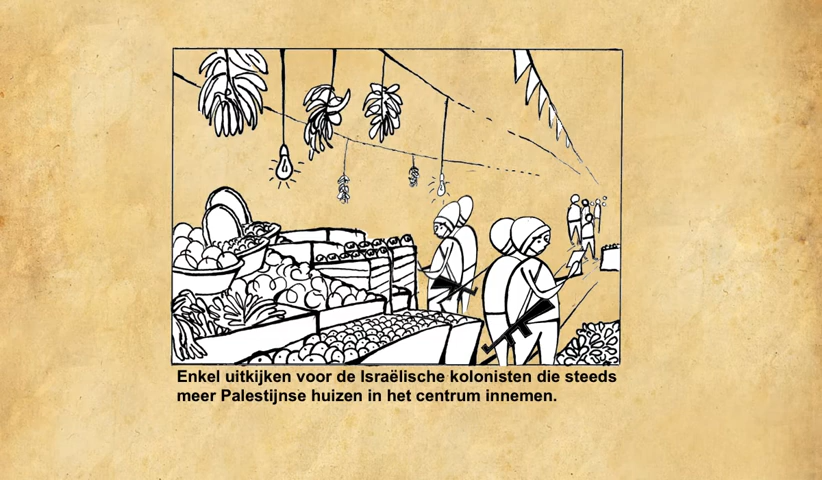 Enkel uitkijken voor de Israëlische kolonisten die steeds
meer Palestijnse huizen in het centrum innemen.